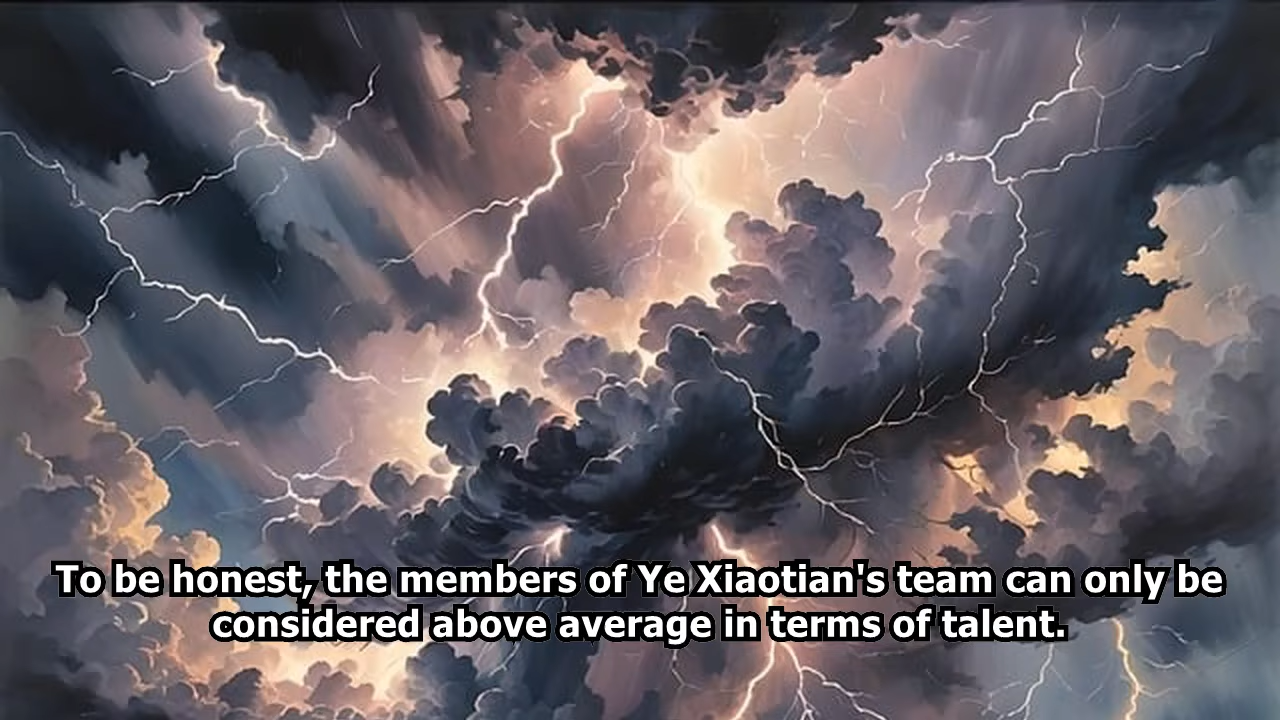 To be honest, the members of Ye Xiaotian's team can only be
considered above average in terms of talent.